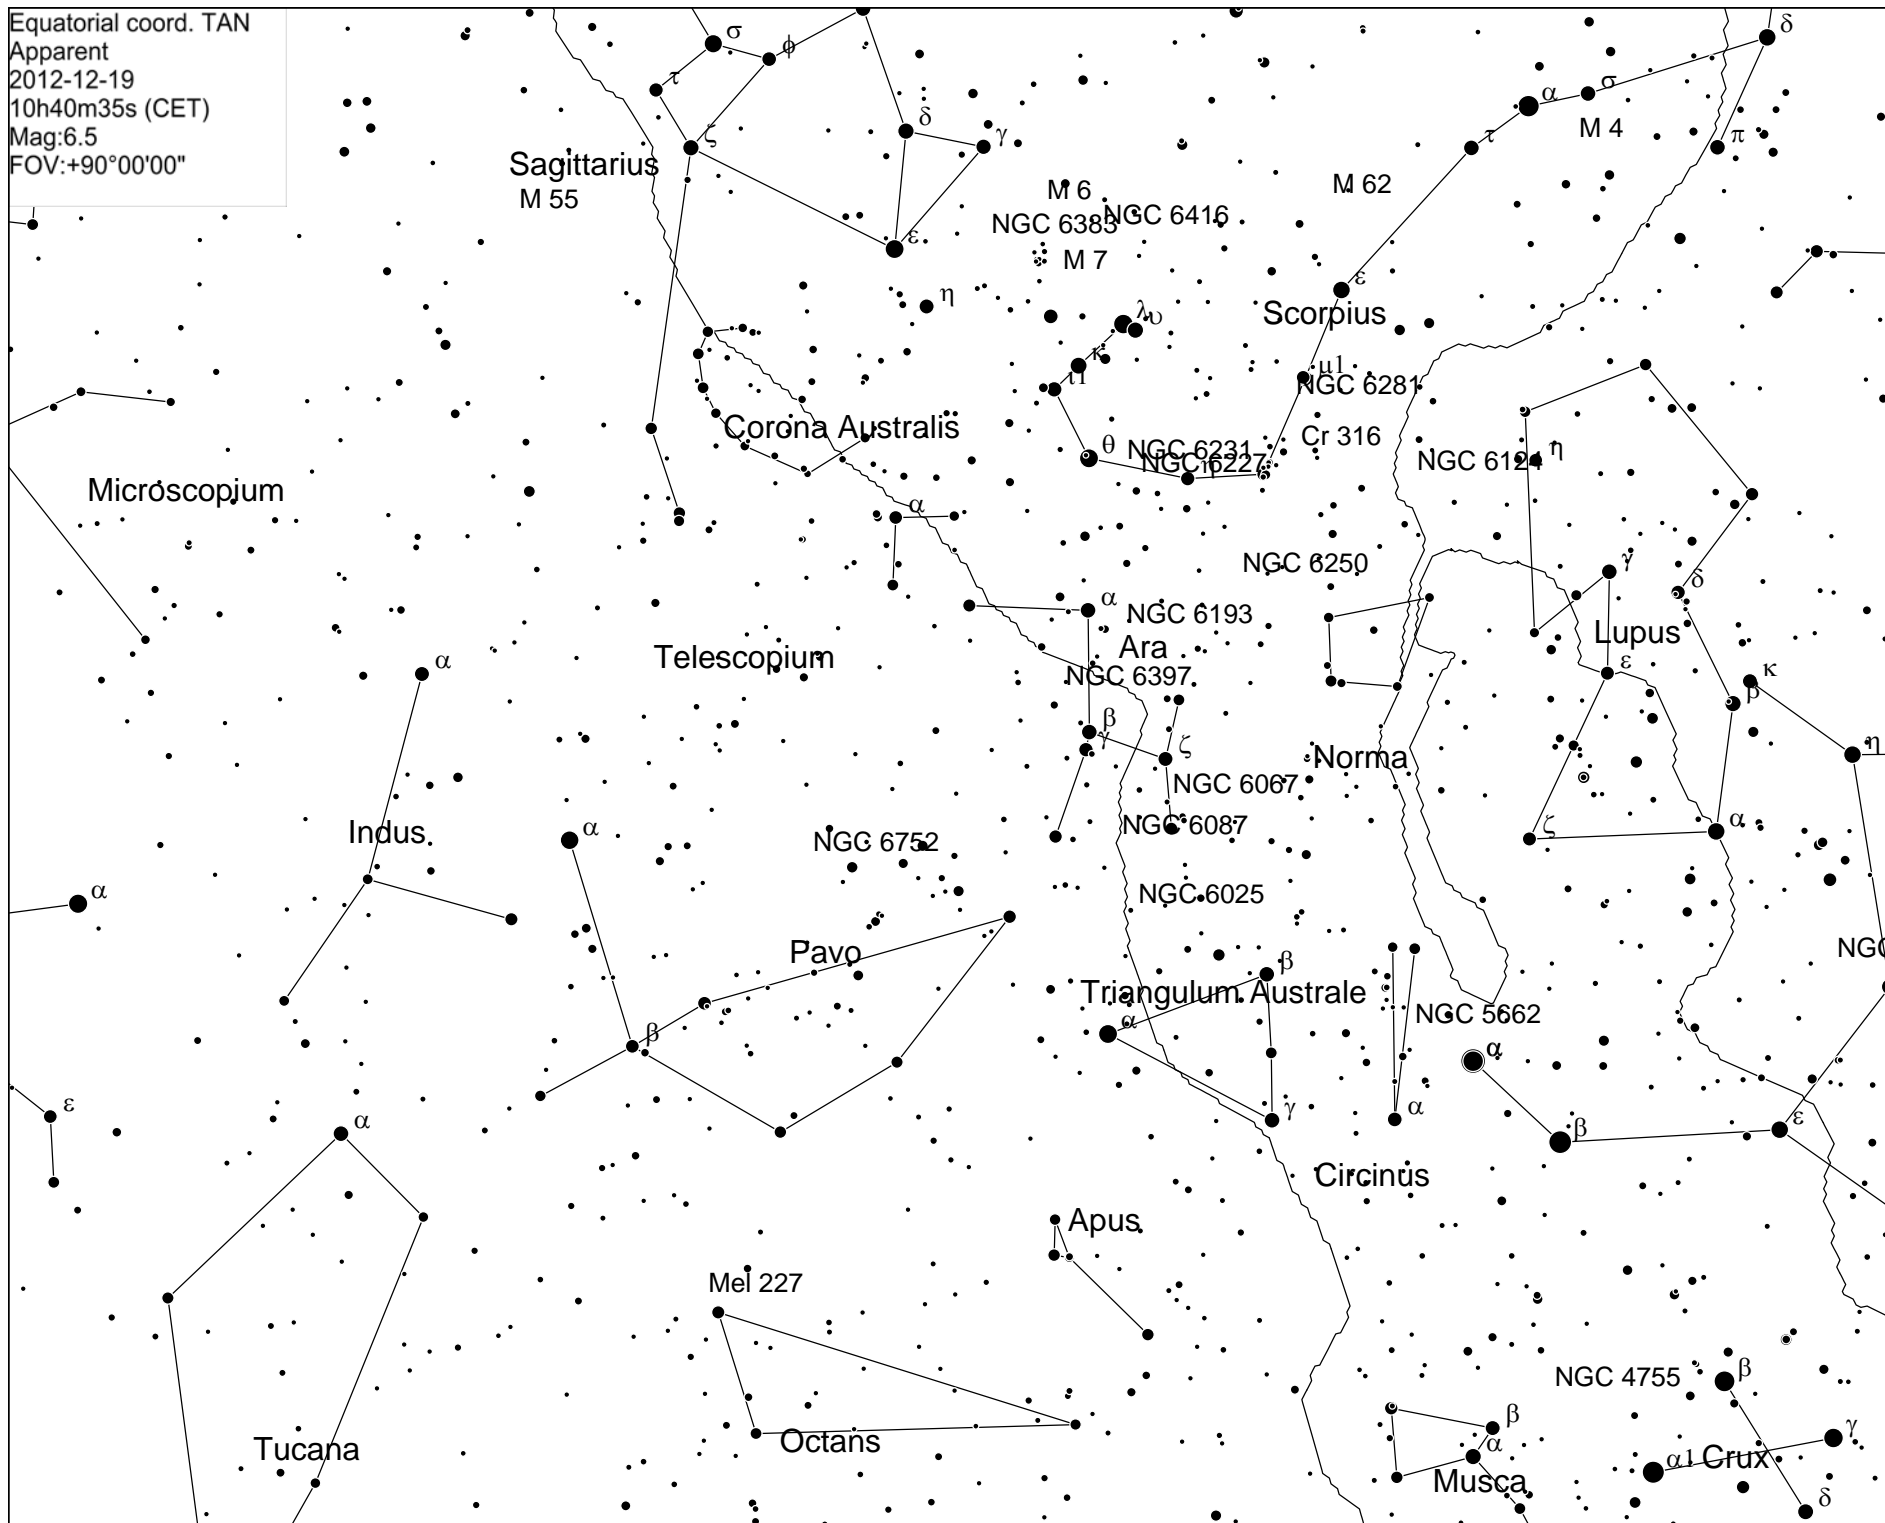 Equatorial coord. TAN
Apparent
2012-12-19
10h40m35s (CET)
Mag:6.5
FOV:+90°00'00"
σ
φ
δ
τ
α
σ
δ
γ
M 4
ζ
τ
π
Sagittarius
M 55
M 6
M 62
NGC 6383
NGC 6416
ε
M 7
η
ε
λ
υ
Scorpius
κ
ι1
μ1
NGC 6281
Corona Australis
θ
NGC 6231
Cr 316
NGC 6227
η
NGC 6124
η
Microscopium
α
NGC 6250
γ
δ
α
NGC 6193
Lupus
Telescopium
Ara
α
NGC 6397
ε
κ
β
β
γ
ζ
Norma
η
NGC 6067
Indus
α
NGC 6752
NGC 6087
ζ
α
α
NGC 6025
Pavo
β
NGC
Triangulum Australe
α
NGC 5662
β
α
ε
α
γ
α
β
ε
Circinus
Apus
Mel 227
NGC 4755
β
Tucana
Octans
β
α
γ
α1
Crux
Musca
δ